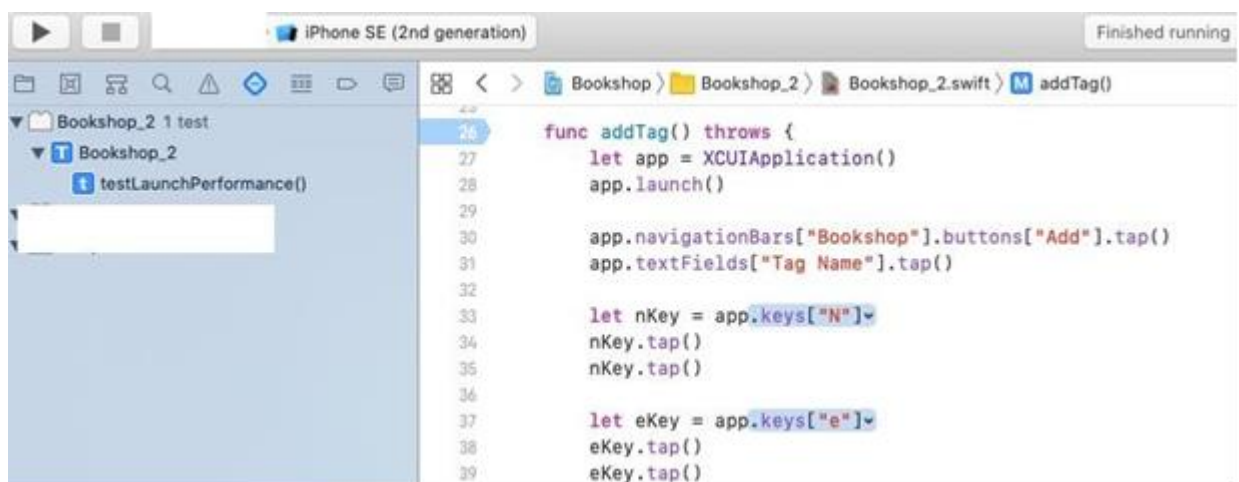 iPhone SE (2nd generation)
Finished running
Bookshop 〉 Bookshop_2 〉 Bookshop_2.swift 〉 M addTag()
Bookshop_2 1 test
T Bookshop_2
t testLaunchPerformance()
26 func addTag() throws {
27 let app = XCUIApplication()
28 app.launch()
29
30 app.navigationBars["Bookshop"].buttons["Add"].tap()
31 app.textFields["Tag Name"].tap()
32
33 let nKey = app.keys["N"]
34 nKey.tap()
35 nKey.tap()
36
37 let eKey = app.keys["e"]
38 eKey.tap()
39 eKey.tap()